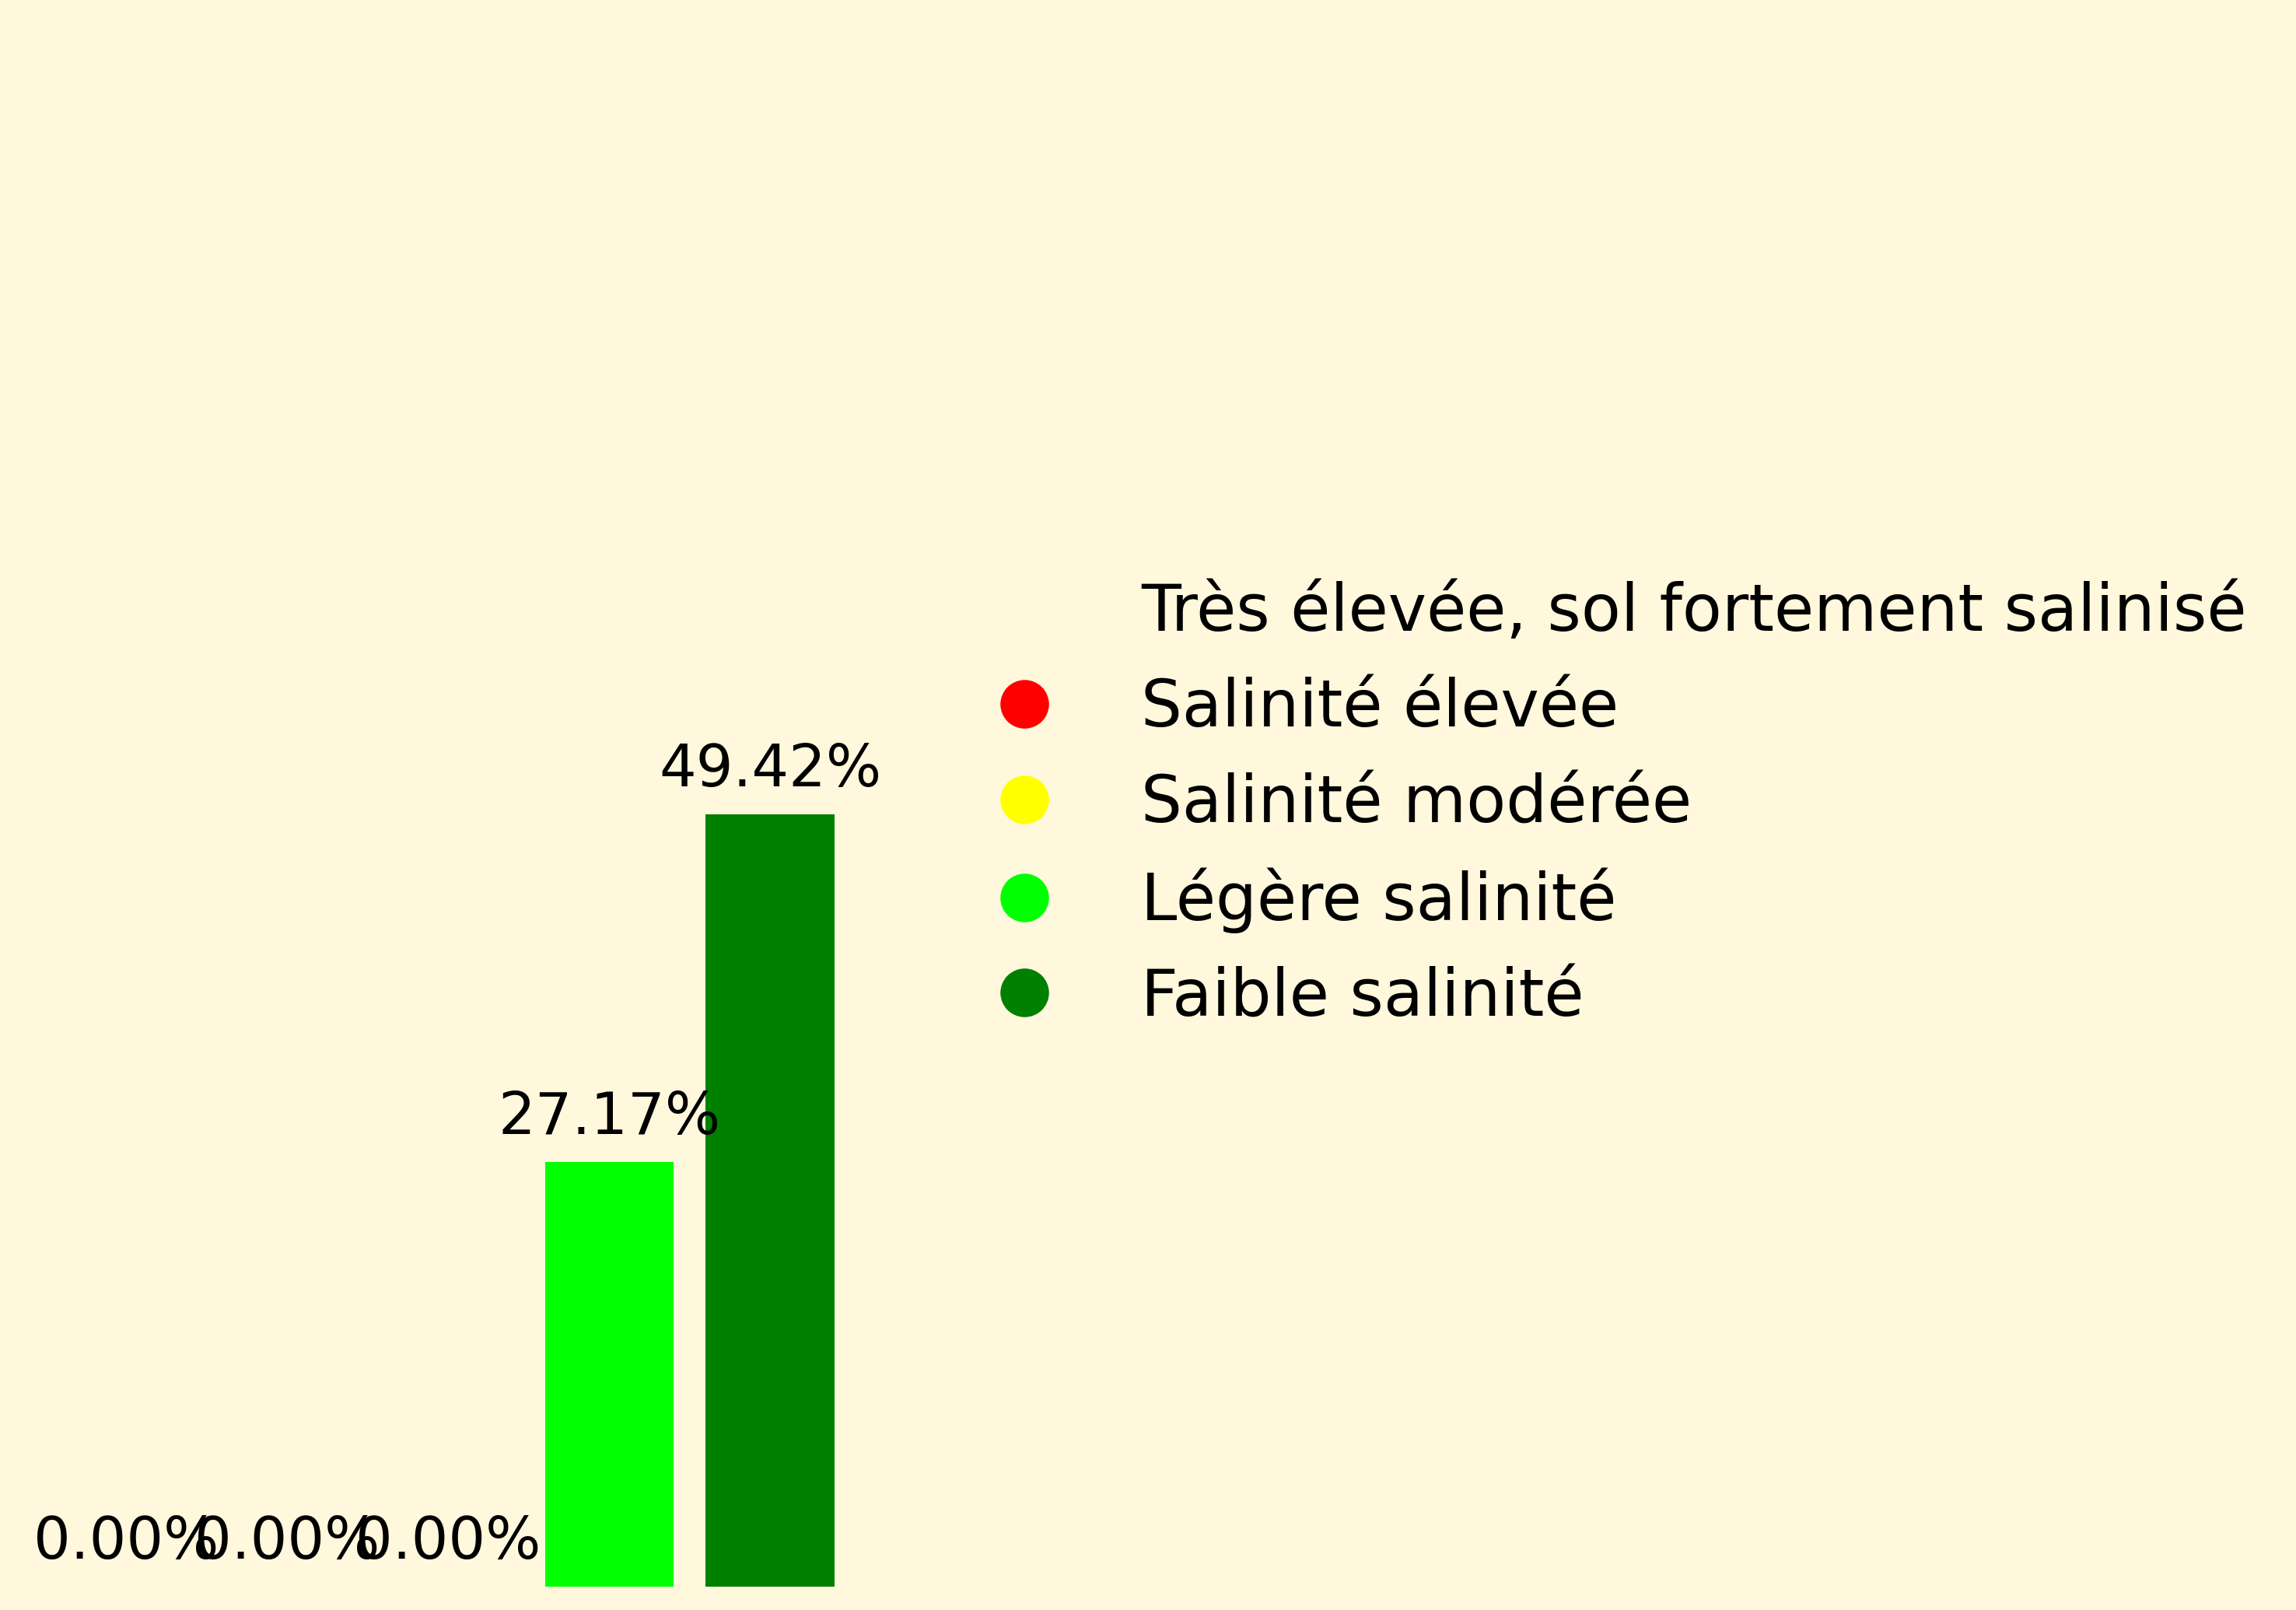 Très élevée, sol fortement salinisé
Salinité élevée
Salinité modérée
Légère salinité
Faible salinité
49.42%
27.17%
0.00% 0.00% 0.00%